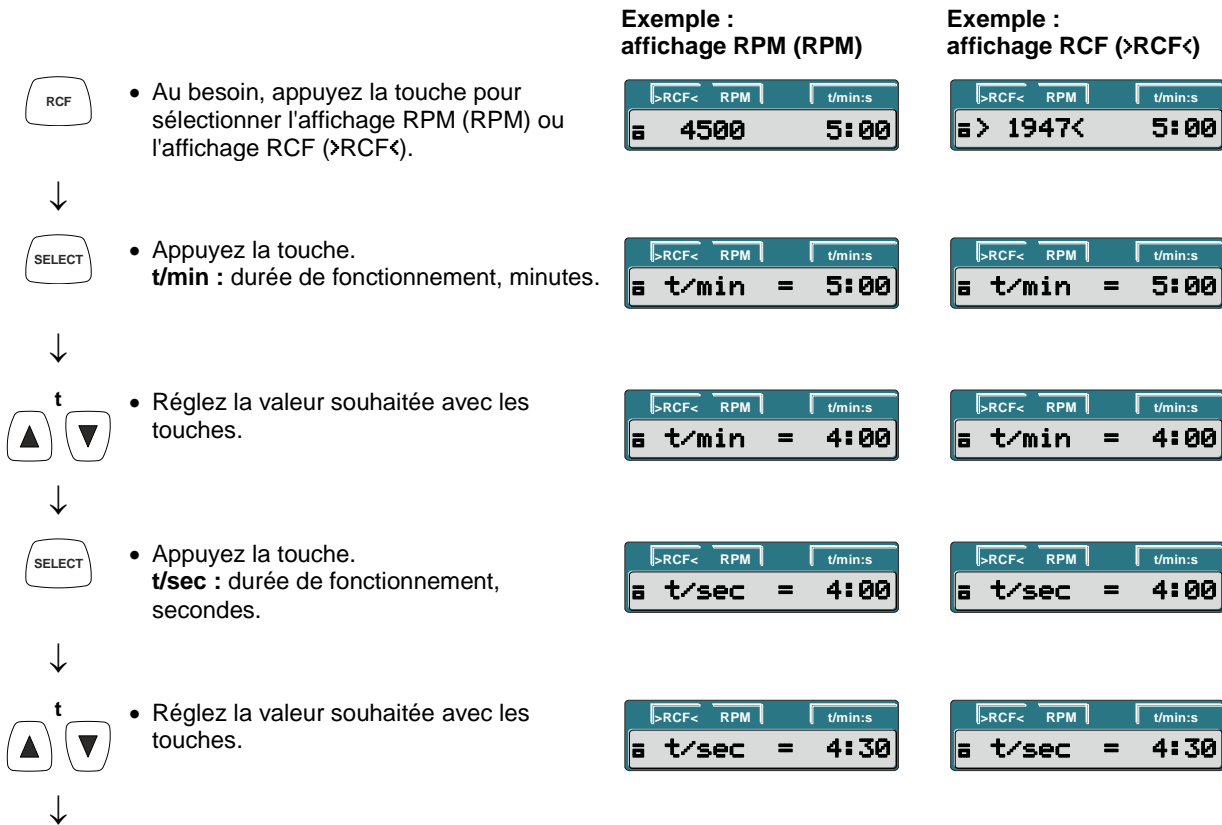 Exemple :
affichage RPM (RPM)
Exemple :
affichage RCF (>RCF<)
RCF
• Au besoin, appuyez la touche pour
sélectionner l'affichage RPM (RPM) ou
l'affichage RCF (>RCF<).
>RCF< RPM t/min:s
4500 5:00
>RCF< RPM t/min:s
> 1947< 5:00
↓
SELECT
• Appuyez la touche.
t/min : durée de fonctionnement, minutes.
>RCF< RPM t/min:s
t/min = 5:00
>RCF< RPM t/min:s
t/min = 5:00
↓
t
▲ ▼
• Réglez la valeur souhaitée avec les
touches.
>RCF< RPM t/min:s
t/min = 4:00
>RCF< RPM t/min:s
t/min = 4:00
↓
SELECT
• Appuyez la touche.
t/sec : durée de fonctionnement,
secondes.
>RCF< RPM t/min:s
t/sec = 4:00
>RCF< RPM t/min:s
t/sec = 4:00
↓
t
▲ ▼
• Réglez la valeur souhaitée avec les
touches.
>RCF< RPM t/min:s
t/sec = 4:30
>RCF< RPM t/min:s
t/sec = 4:30
↓